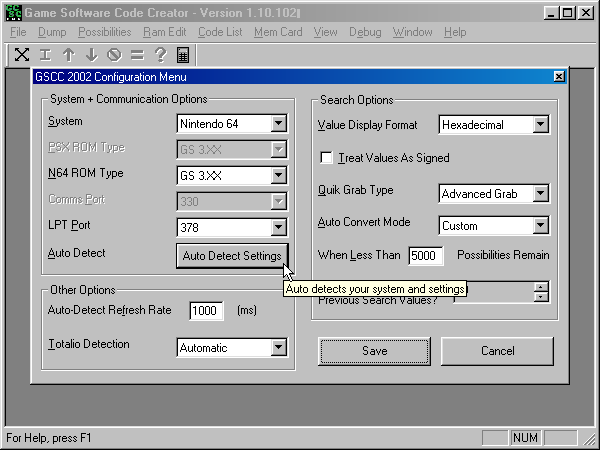 Game Software Code Creator - Version 1.10.102
File Dump Possibilities Ram Edit Code List Mem Card View Debug Window Help
GSCC 2002 Configuration Menu
System + Communication Options
System Nintendo 64
PSX ROM Type GS 3.XX
N64 ROM Type GS 3.XX
Comms Port 330
LPT Port 378
Auto Detect Auto Detect Settings
Other Options
Auto-Detect Refresh Rate 1000 (ms)
Totalio Detection Automatic
Search Options
Value Display Format Hexadecimal
Treat Values As Signed
Quik Grab Type Advanced Grab
Auto Convert Mode Custom
When Less Than 5000 Possibilities Remain
Auto detects your system and settings
Previous Search Values?
Save Cancel
For Help, press F1 NUM